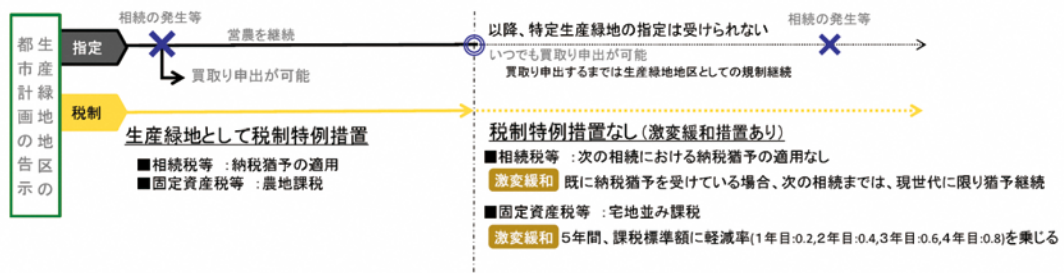 生産緑地地区の
都市計画の告示
指定
相続の発生等
営農を継続
買取り申出が可能
以降、特定生産緑地の指定は受けられない
いつでも買取り申出が可能
買取り申出するまでは生産緑地地区としての規制継続
相続の発生等
税制
生産緑地として税制特例措置
■相続税等 :納税猶予の適用
■固定資産税等 :農地課税
税制特例措置なし(激変緩和措置あり)
■相続税等 :次の相続における納税猶予の適用なし
激変緩和 既に納税猶予を受けている場合、次の相続までは、現世代に限り猶予継続
■固定資産税等 :宅地並み課税
激変緩和 5年間、課税標準額に軽減率(1年目:0.2,2年目:0.4,3年目:0.6,4年目:0.8)を乗じる